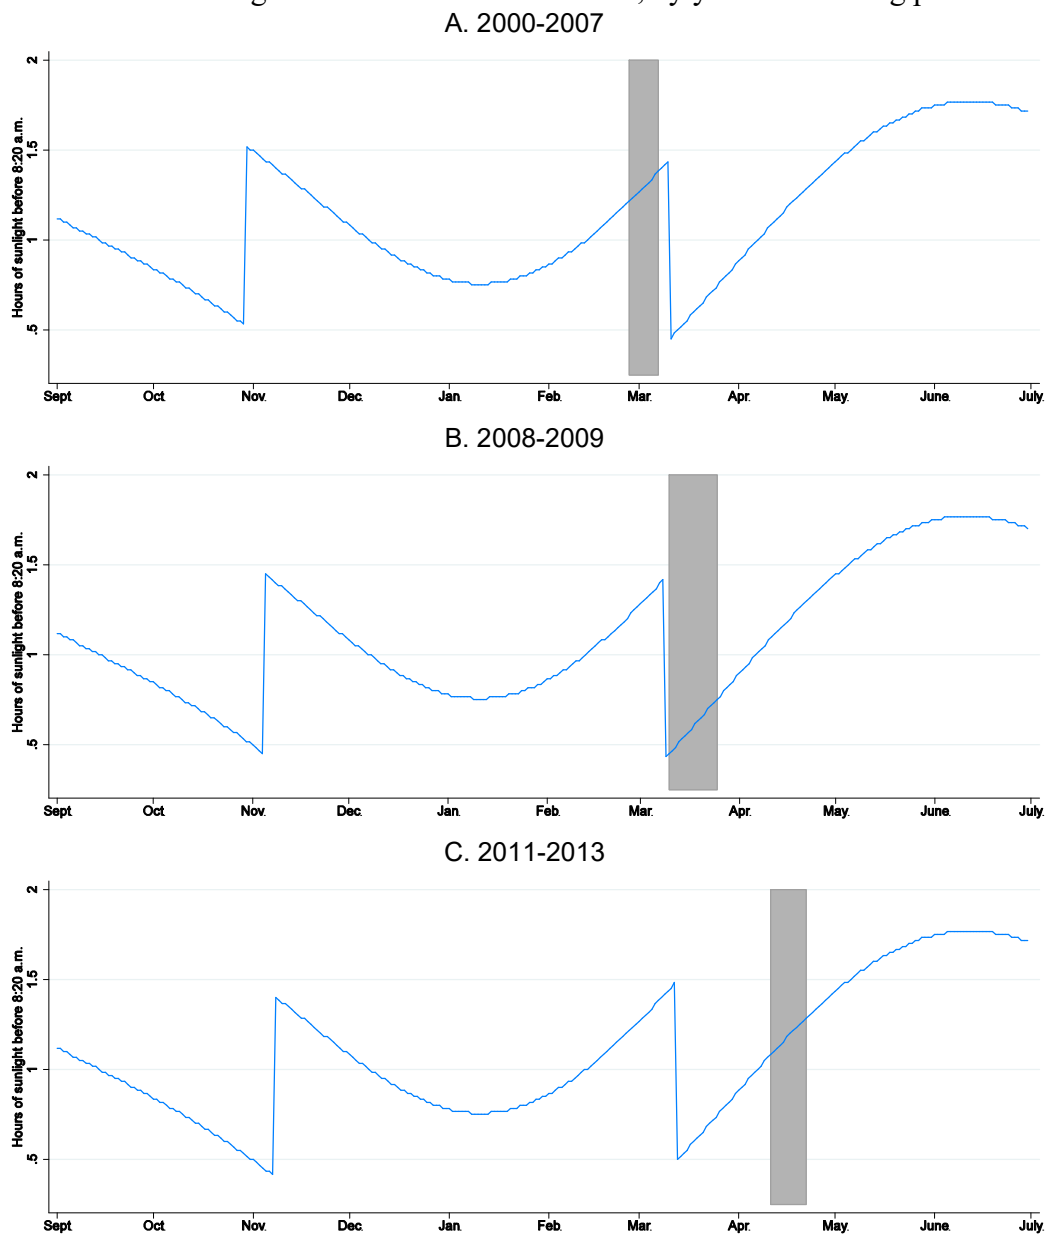 A. 2000-2007
Hours of sunlight before 8:20 a.m.
2
1.5
1
.5
Sept. Oct. Nov. Dec. Jan. Feb. Mar. Apr. May. June. July.
B. 2008-2009
Hours of sunlight before 8:20 a.m.
2
1.5
1
.5
Sept. Oct. Nov. Dec. Jan. Feb. Mar. Apr. May. June. July.
C. 2011-2013
Hours of sunlight before 8:20 a.m.
2
1.5
1
.5
Sept. Oct. Nov. Dec. Jan. Feb. Mar. Apr. May. June. July.